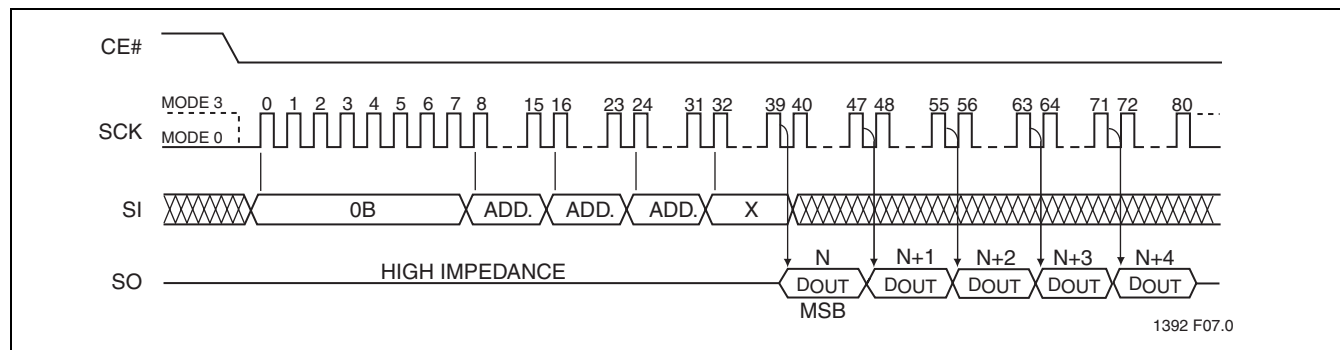 CE#
MODE 3
0 1 2 3 4 5 6 7 8 15 16 23 24 31 32 39 40 47 48 55 56 63 64 71 72 80
SCK
MODE 0
SI 0B ADD. ADD. ADD. X
N N+1 N+2 N+3 N+4
HIGH IMPEDANCE
SO DOUT DOUT DOUT DOUT DOUT
MSB
1392 F07.0